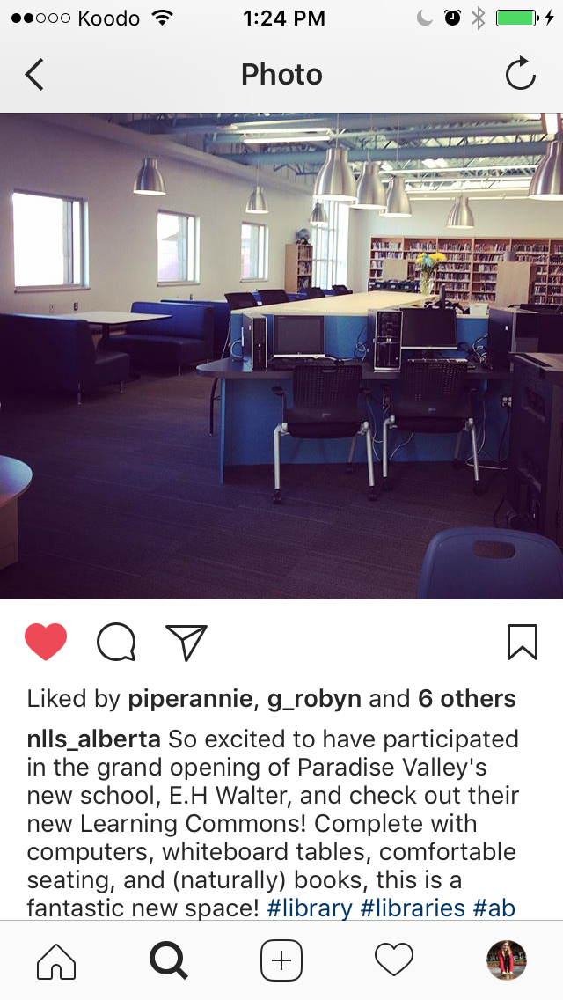 Koodo 1:24 PM
Photo
Liked by piperannie, g_robyn and 6 others
nlls_alberta So excited to have participated
in the grand opening of Paradise Valley's
new school, E.H Walter, and check out their
new Learning Commons! Complete with
computers, whiteboard tables, comfortable
seating, and (naturally) books, this is a
fantastic new space! #library #libraries #ab